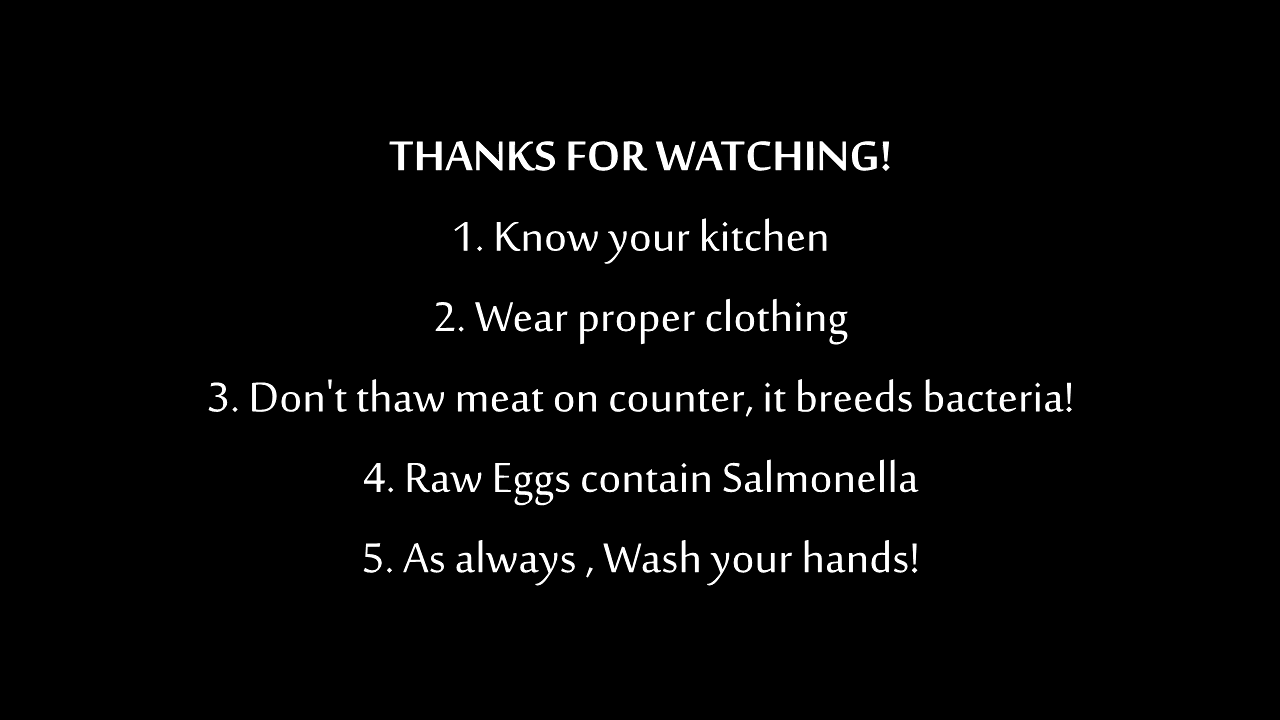 THANKS FOR WATCHING!
1. Know your kitchen
2. Wear proper clothing
3. Don't thaw meat on counter, it breeds bacteria!
4. Raw Eggs contain Salmonella
5. As always , Wash your hands!